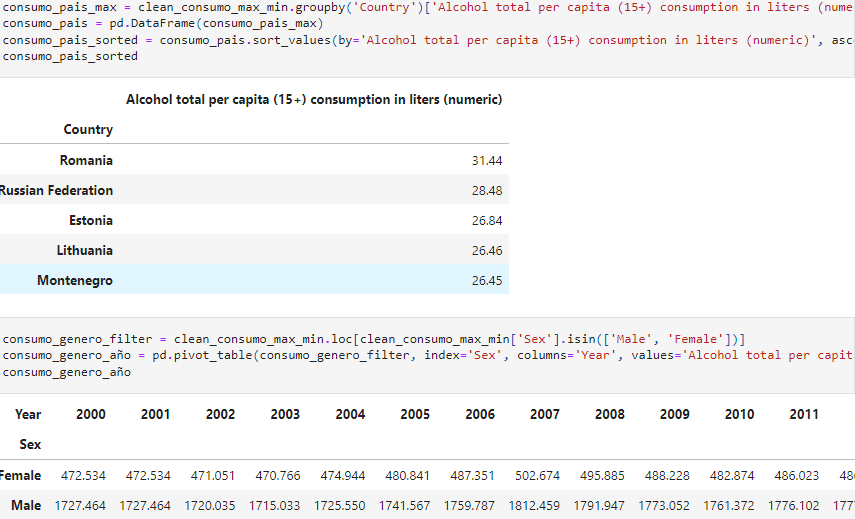 consumo_pais_max = clean_consumo_max_min.groupby('Country')['Alcohol total per capita (15+) consumption in liters (nume
consumo_pais = pd.DataFrame(consumo_pais_max)
consumo_pais_sorted = consumo_pais.sort_values(by='Alcohol total per capita (15+) consumption in liters (numeric)', asc
consumo_pais_sorted
Alcohol total per capita (15+) consumption in liters (numeric)
Country
Romania 31.44
Russian Federation 28.48
Estonia 26.84
Lithuania 26.46
Montenegro 26.45
consumo_genero_filter = clean_consumo_max_min.loc[clean_consumo_max_min['Sex'].isin(['Male', 'Female'])]
consumo_genero_año = pd.pivot_table(consumo_genero_filter, index='Sex', columns='Year', values='Alcohol total per capit
consumo_genero_año
Year 2000 2001 2002 2003 2004 2005 2006 2007 2008 2009 2010 2011
Sex
Female 472.534 472.534 471.051 470.766 474.944 480.841 487.351 502.674 495.885 488.228 482.874 486.023 48
Male 1727.464 1727.464 1720.035 1715.033 1725.550 1741.567 1759.787 1812.459 1791.947 1773.052 1761.372 1776.102 177